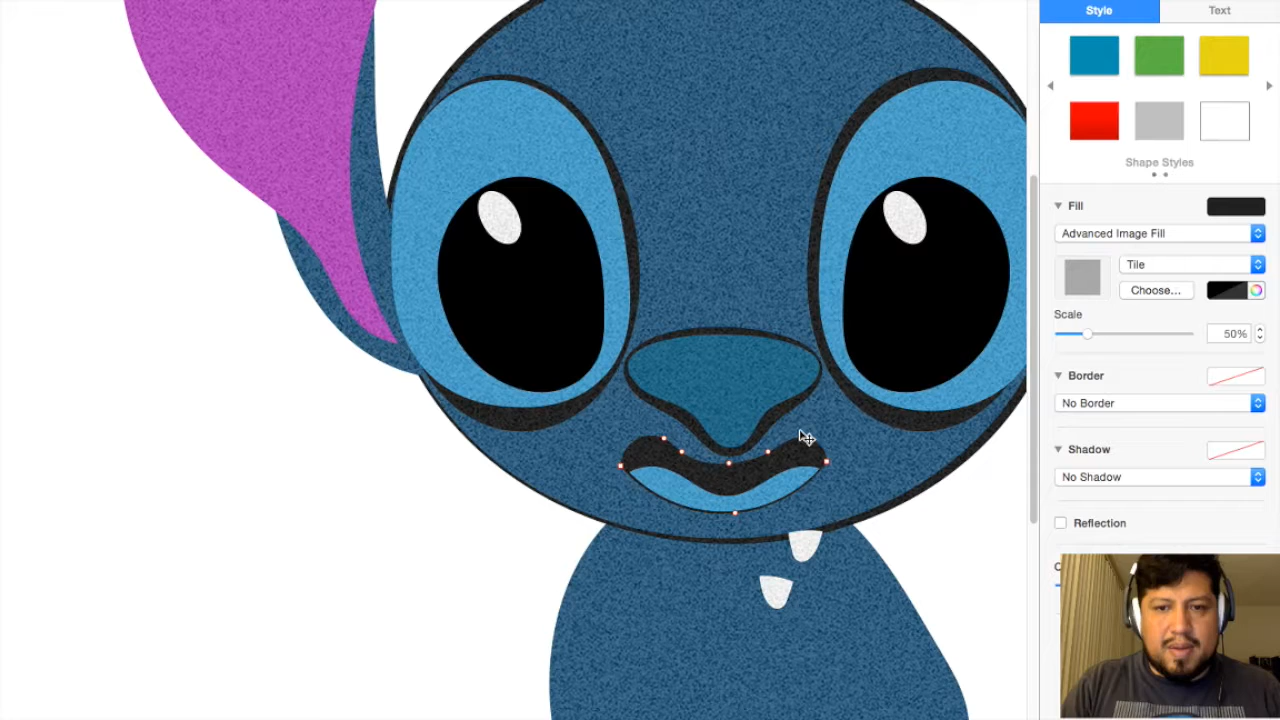 Style
Text
Shape Styles
Fill
Advanced Image Fill
Tile
Choose...
Scale
50%
Border
No Border
Shadow
No Shadow
Reflection